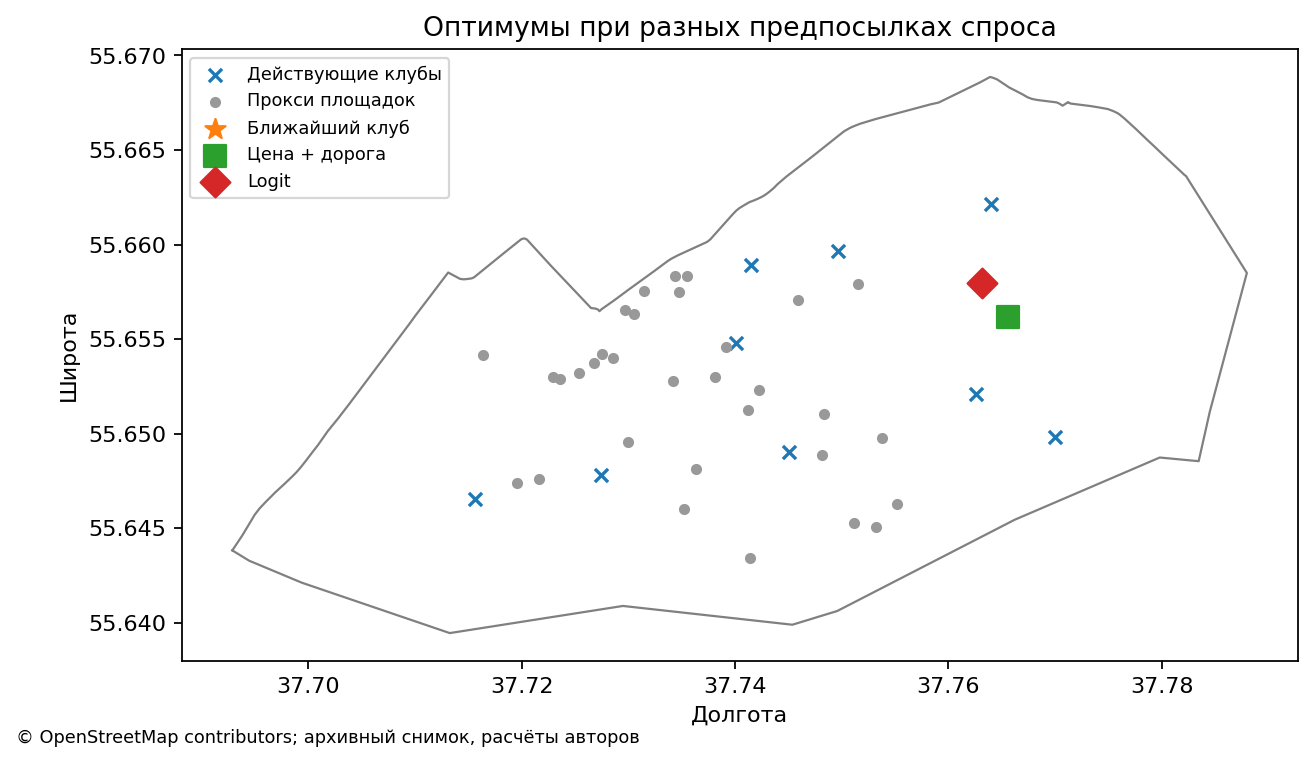 Оптимумы при разных предпосылках спроса
55.670
55.665
55.660
55.655
55.650
55.645
55.640
Широта
Действующие клубы
Прокси площадок
Ближайший клуб
Цена + дорога
Logit
37.70 37.72 37.74 37.76 37.78
Долгота
© OpenStreetMap contributors; архивный снимок, расчёты авторов